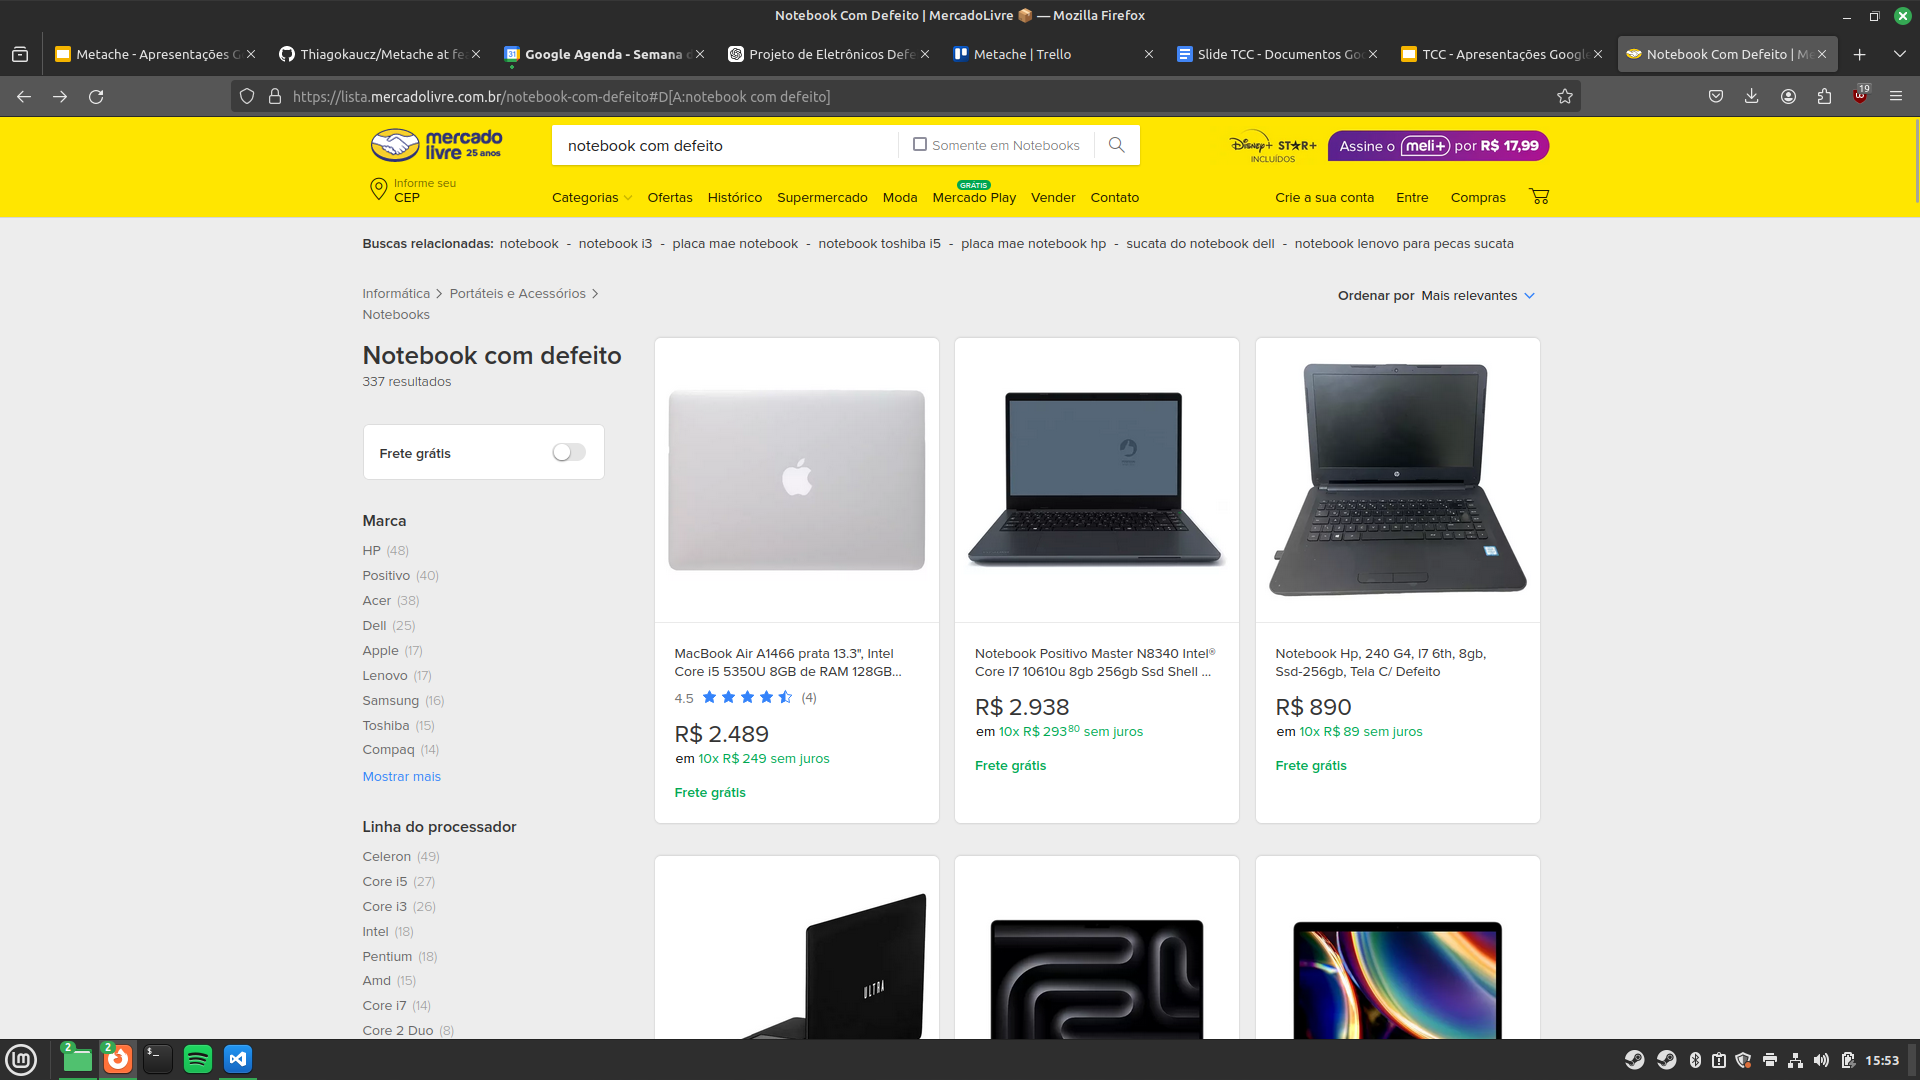 Notebook Com Defeito | MercadoLivre 📦 — Mozilla Firefox
Metache - Apresentações G
Thiagokaucz/Metache at fe
Google Agenda - Semana d
Projeto de Eletrônicos Defe
Metache | Trello
Slide TCC - Documentos Go
TCC - Apresentações Google
Notebook Com Defeito | Me
https://lista.mercadolivre.com.br/notebook-com-defeito#D[A:notebook com defeito]
19
mercado
livre 25 anos
notebook com defeito
Somente em Notebooks
Disney+ STAR+
INCLUÍDOS
Assine o meli+ por R$ 17,99
Informe seu
CEP
Categorias
Ofertas
Histórico
Supermercado
Moda
GRÁTIS
Mercado Play
Vender
Contato
Crie a sua conta
Entre
Compras
Buscas relacionadas: notebook - notebook i3 - placa mae notebook - notebook toshiba i5 - placa mae notebook hp - sucata do notebook dell - notebook lenovo para pecas sucata
Informática > Portáteis e Acessórios >
Notebooks
Ordenar por Mais relevantes
Notebook com defeito
337 resultados
Frete grátis
Marca
HP (48)
Positivo (40)
Acer (38)
Dell (25)
Apple (17)
Lenovo (17)
Samsung (16)
Toshiba (15)
Compaq (14)
Mostrar mais
Linha do processador
Celeron (49)
Core i5 (27)
Core i3 (26)
Intel (18)
Pentium (18)
Amd (15)
Core i7 (14)
Core 2 Duo (8)
MacBook Air A1466 prata 13.3", Intel
Core i5 5350U 8GB de RAM 128GB...
4.5 (4)
R$ 2.489
em 10x R$ 249 sem juros
Frete grátis
Notebook Positivo Master N8340 Intel®
Core I7 10610u 8gb 256gb Ssd Shell ...
R$ 2.938
em 10x R$ 293 80 sem juros
Frete grátis
hp
Notebook Hp, 240 G4, I7 6th, 8gb,
Ssd-256gb, Tela C/ Defeito
R$ 890
em 10x R$ 89 sem juros
Frete grátis
ULTRA
2
2
15:53